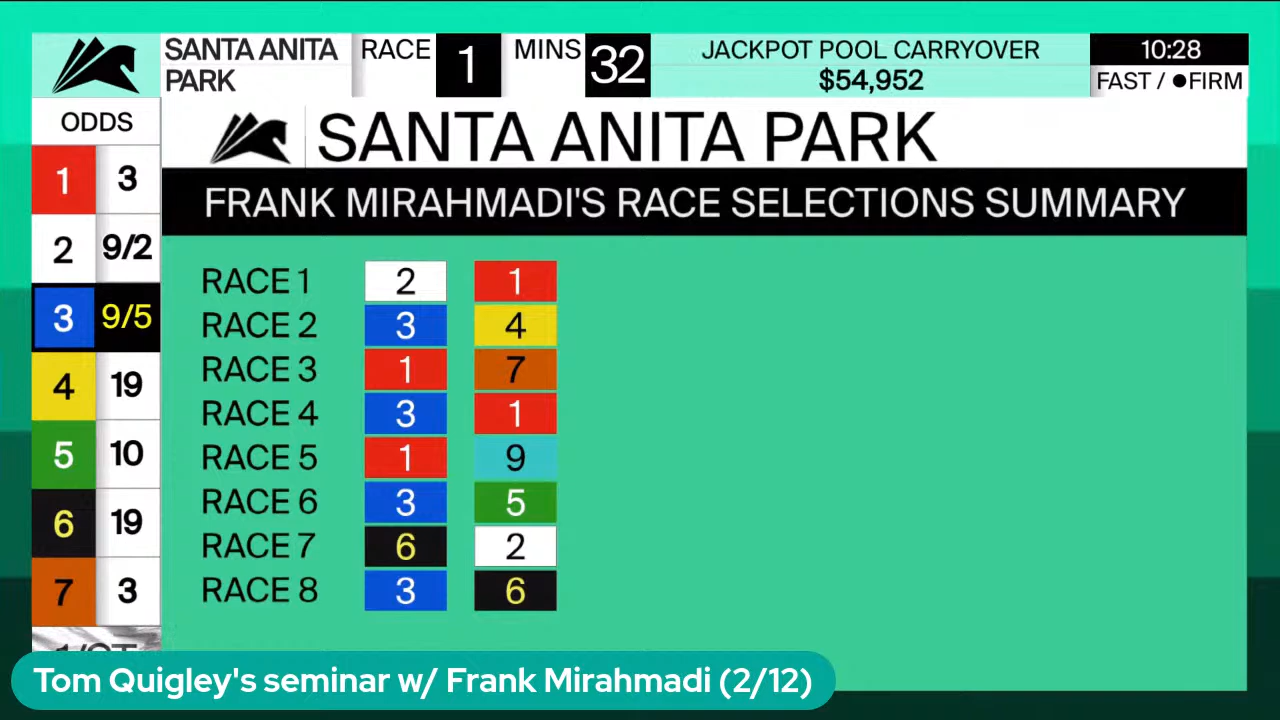 SANTA ANITA PARK
RACE 1
MINS 32
JACKPOT POOL CARRYOVER
$54,952
10:28
FAST / ●FIRM
ODDS
1 3
2 9/2
3 9/5
4 19
5 10
6 19
7 3
SANTA ANITA PARK
FRANK MIRAHMADI'S RACE SELECTIONS SUMMARY
RACE 1 2 1
RACE 2 3 4
RACE 3 1 7
RACE 4 3 1
RACE 5 1 9
RACE 6 3 5
RACE 7 6 2
RACE 8 3 6
Tom Quigley's seminar w/ Frank Mirahmadi (2/12)